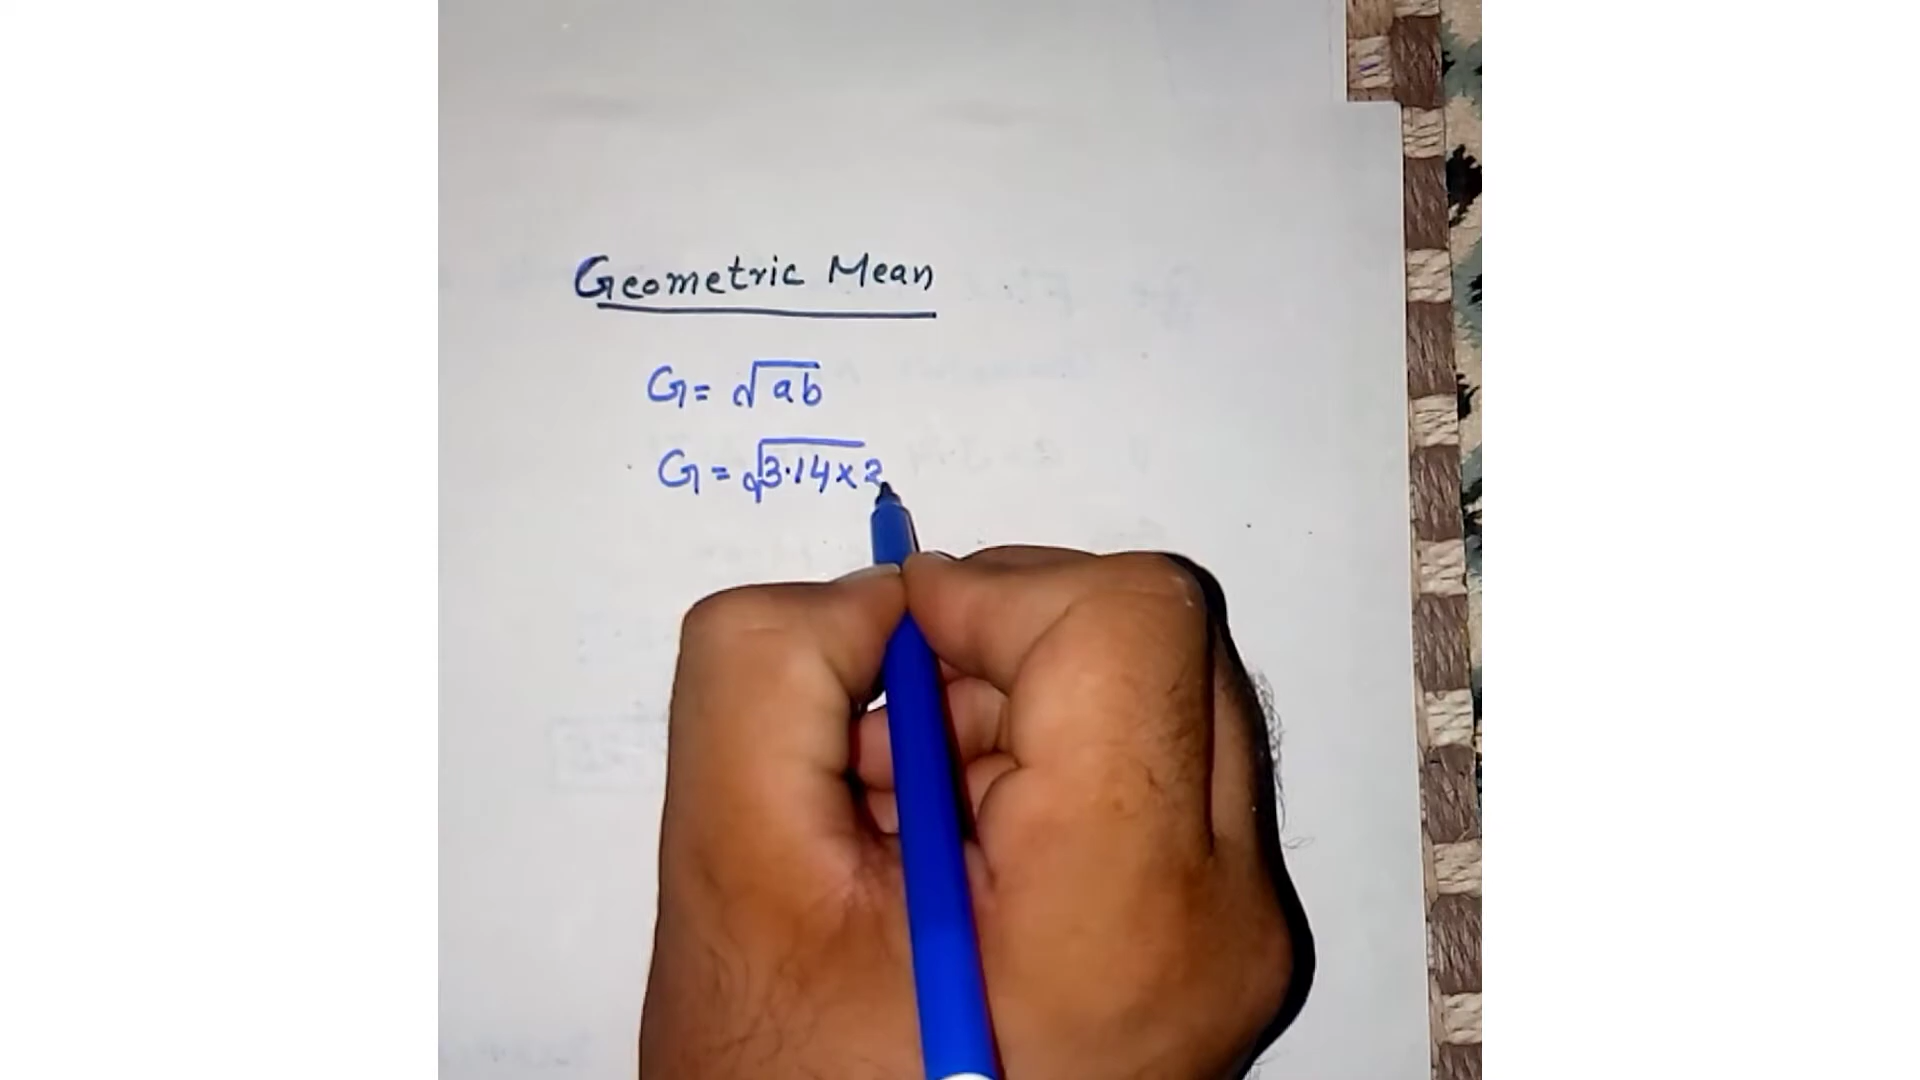 Geometric Mean
G = √ab
G = √3.14×2